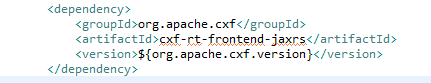 <dependency>
<groupId>org.apache.cxf</groupId>
<artifactId>cxf-rt-frontend-jaxrs</artifactId>
<version>${org.apache.cxf.version}</version>
</dependency>